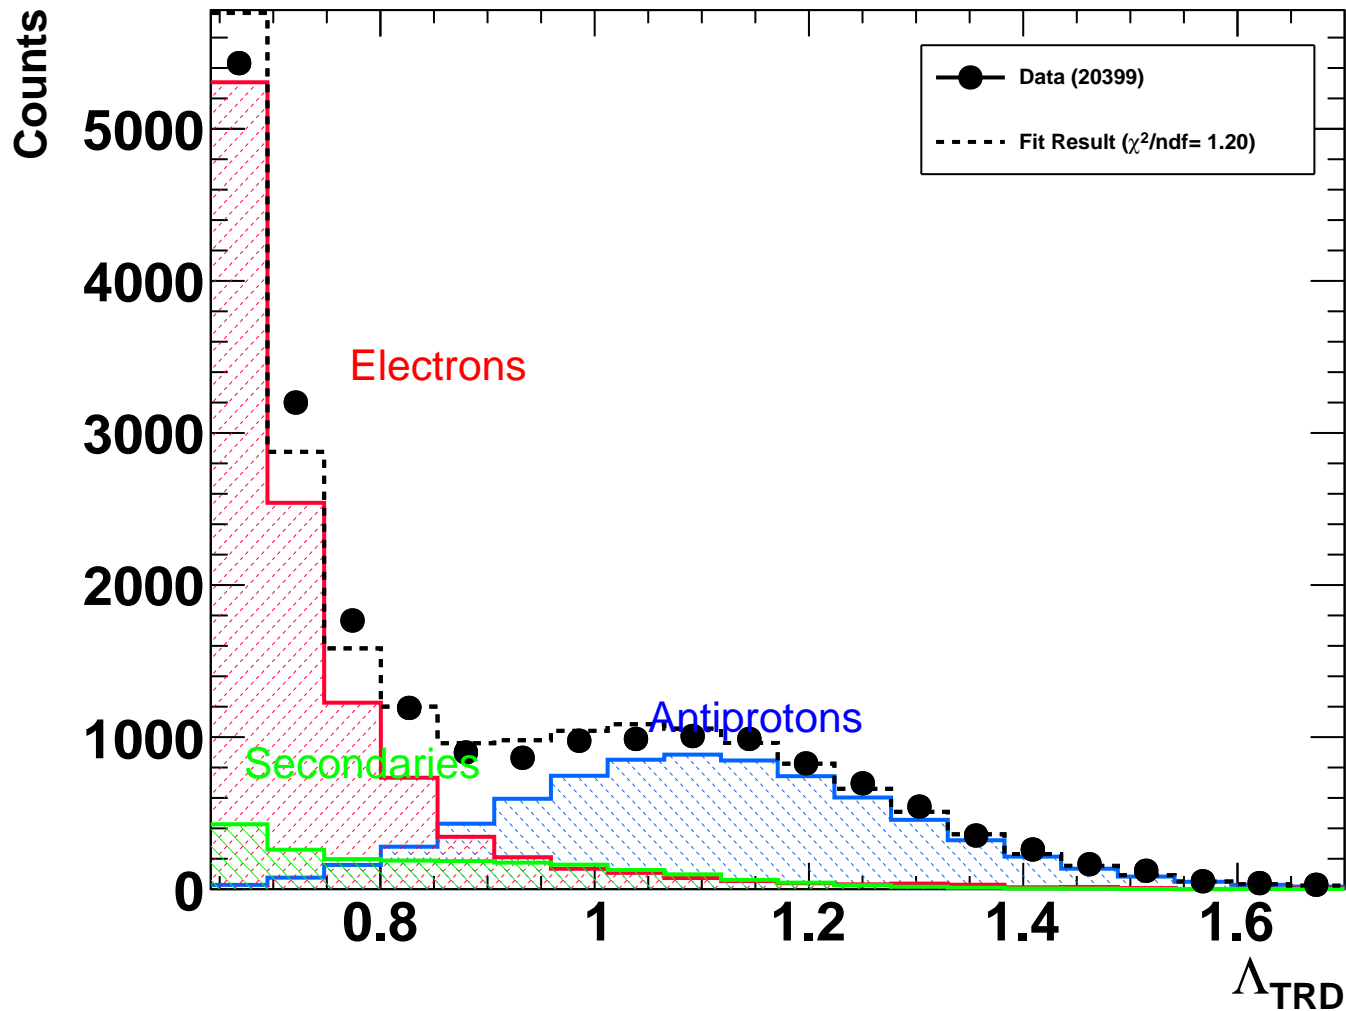 Counts
Data (20399)
Fit Result (χ²/ndf= 1.20)
5000
4000
Electrons
3000
2000
Antiprotons
1000
Secondaries
0
0.8 1 1.2 1.4 1.6
Λ_TRD